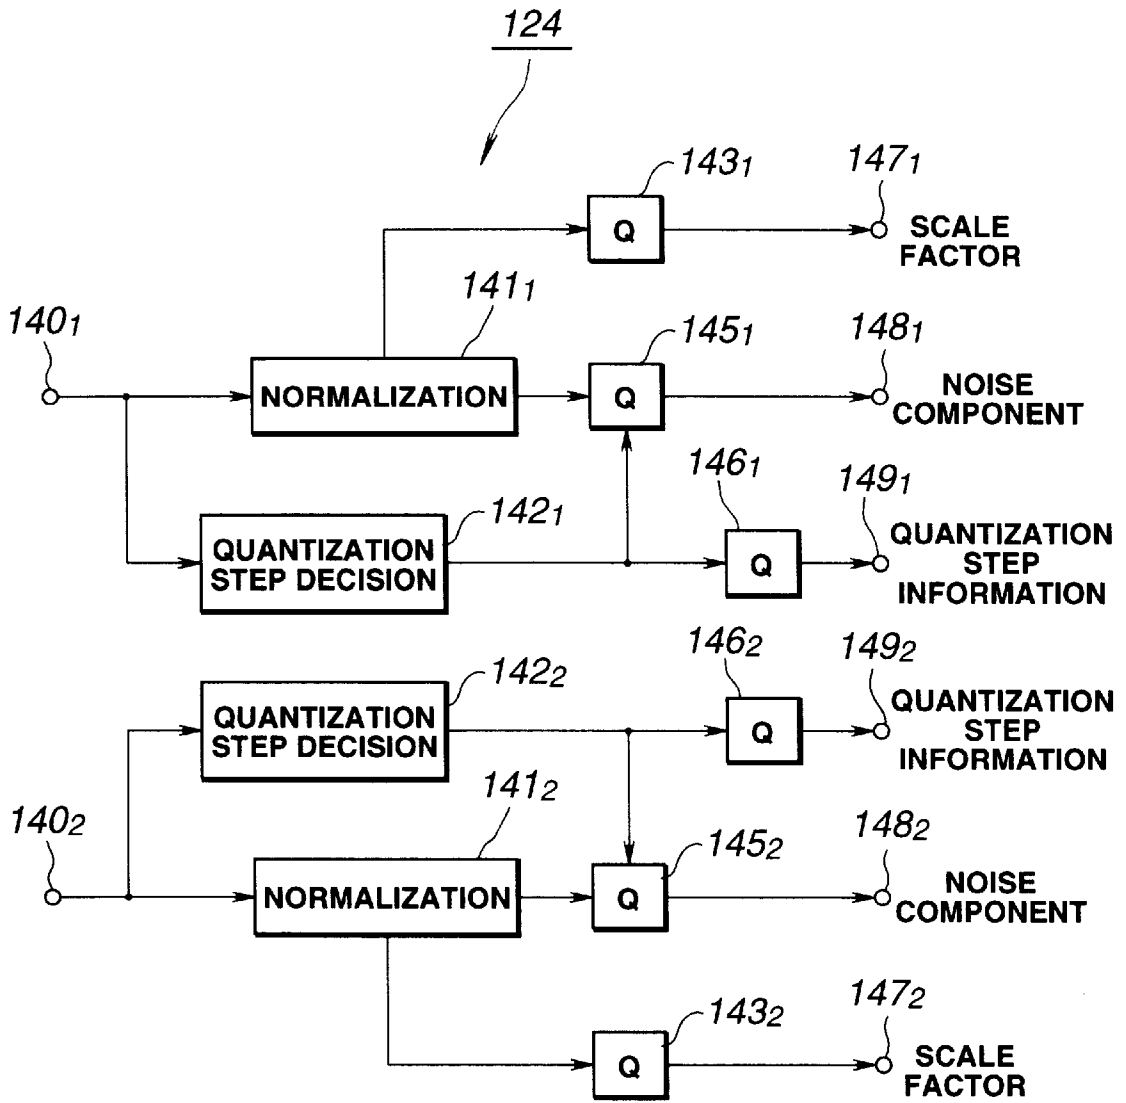 124
143₁
147₁
Q
SCALE
FACTOR
140₁
141₁
145₁
148₁
NORMALIZATION
Q
NOISE
COMPONENT
142₁
146₁
149₁
QUANTIZATION
STEP DECISION
Q
QUANTIZATION
STEP
INFORMATION
142₂
146₂
149₂
QUANTIZATION
STEP DECISION
Q
QUANTIZATION
STEP
INFORMATION
140₂
141₂
145₂
148₂
NORMALIZATION
Q
NOISE
COMPONENT
143₂
147₂
Q
SCALE
FACTOR